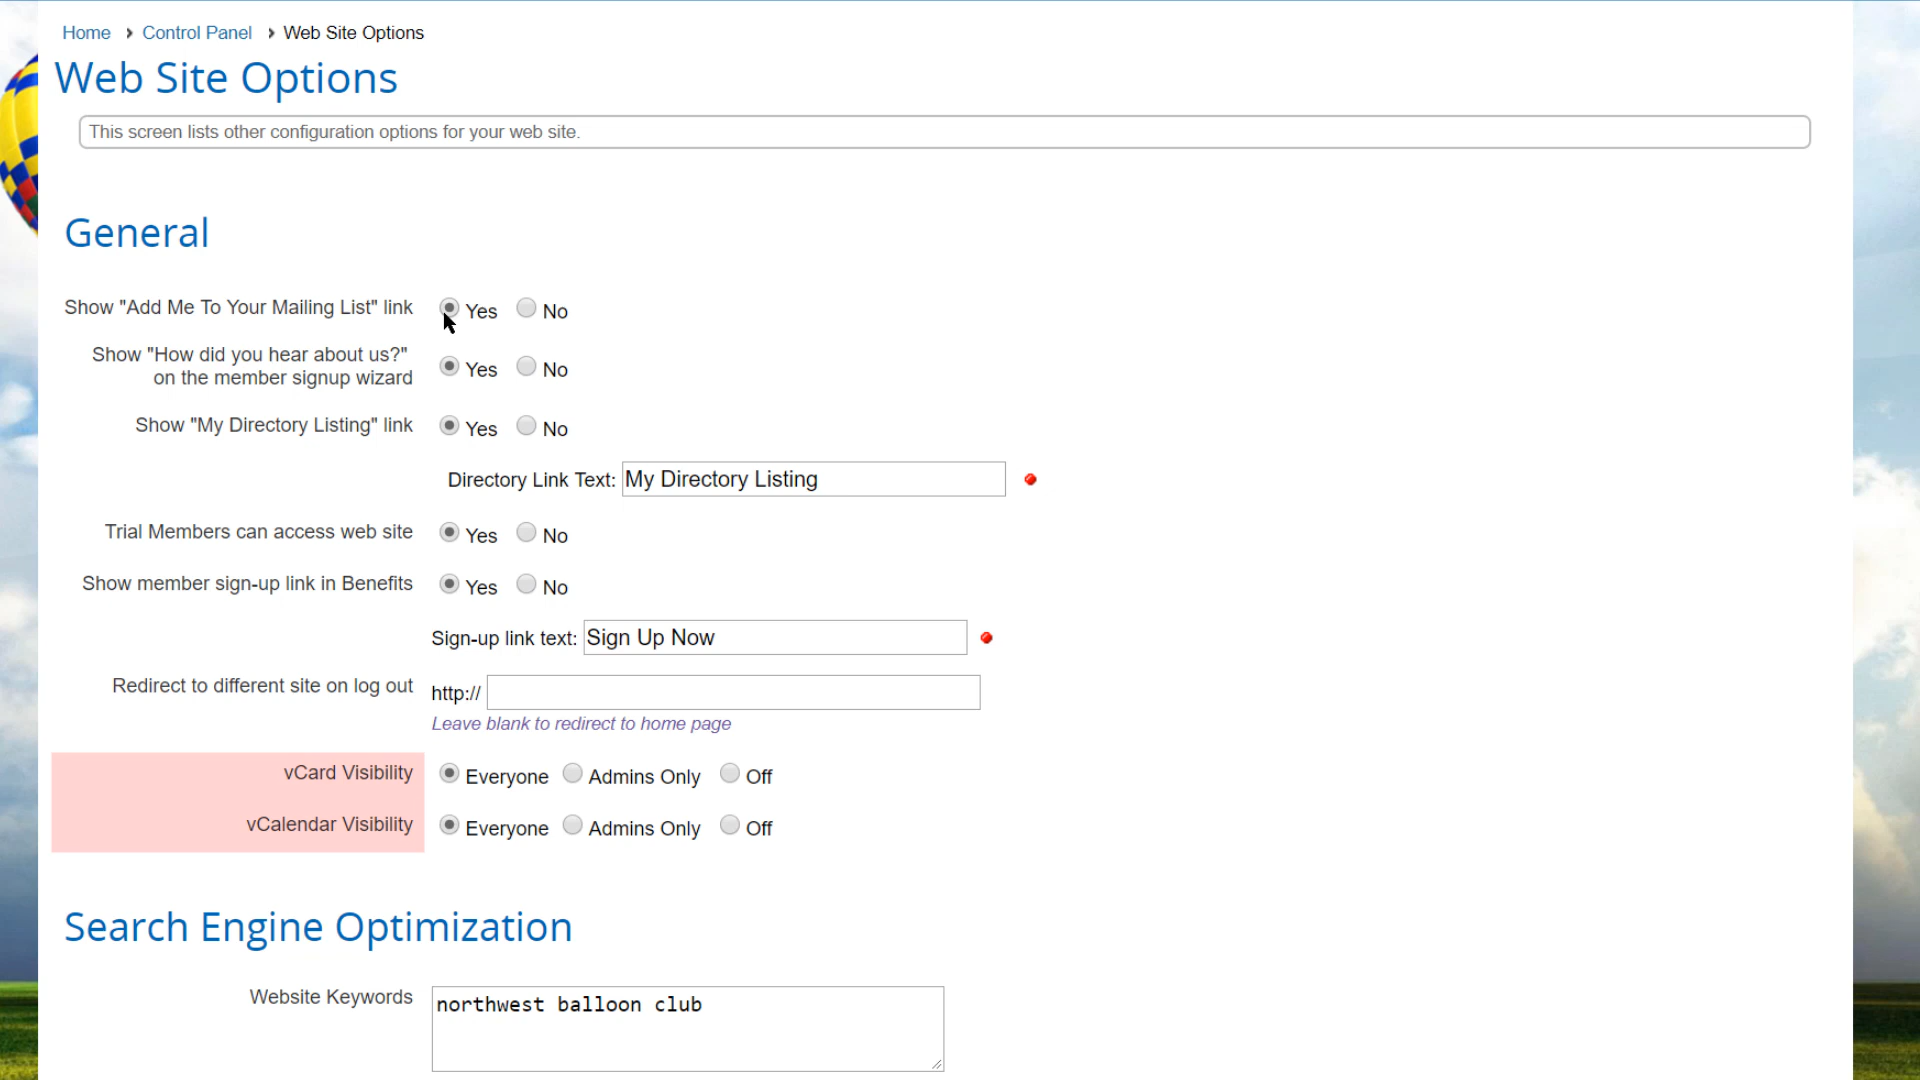 Home › Control Panel › Web Site Options
Web Site Options
This screen lists other configuration options for your web site.
General
Show "Add Me To Your Mailing List" link Yes No
Show "How did you hear about us?"
on the member signup wizard Yes No
Show "My Directory Listing" link Yes No
Directory Link Text: My Directory Listing
Trial Members can access web site Yes No
Show member sign-up link in Benefits Yes No
Sign-up link text: Sign Up Now
Redirect to different site on log out http://
Leave blank to redirect to home page
vCard Visibility Everyone Admins Only Off
vCalendar Visibility Everyone Admins Only Off
Search Engine Optimization
Website Keywords northwest balloon club